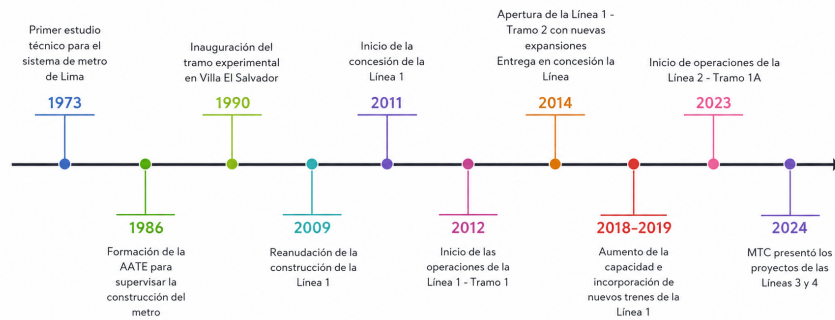 Primer estudio
técnico para el
sistema de metro
de Lima
1973
1986
Formación de la
AATE para
supervisar la
construcción del
metro
Inauguración del
tramo experimental
en Villa El Salvador
1990
2009
Reanudación de la
construcción de la
Línea 1
Inicio de la
concesión de la
Línea 1
2011
2012
Inicio de las
operaciones de la
Línea 1 - Tramo 1
Apertura de la Línea 1 -
Tramo 2 con nuevas
expansiones
Entrega en concesión la
Línea
2014
2018-2019
Aumento de la
capacidad e
incorporación de
nuevos trenes de la
Línea 1
Inicio de operaciones de la
Línea 2 - Tramo 1A
2023
2024
MTC presentó los
proyectos de las
Líneas 3 y 4